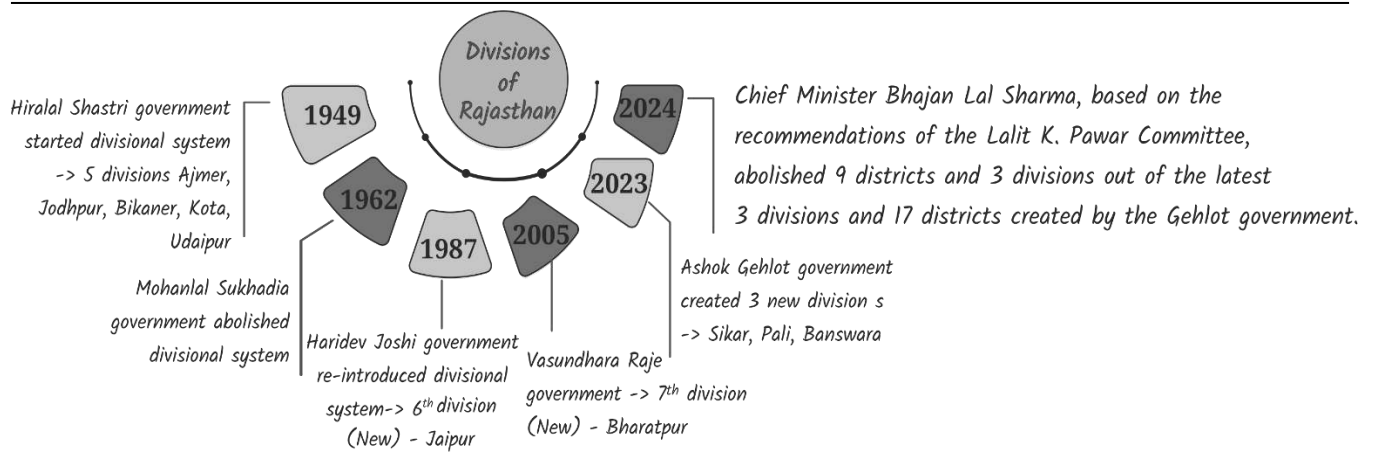 Divisions
of
Rajasthan
1949
Hiralal Shastri government
started divisional system
-> 5 divisions Ajmer,
Jodhpur, Bikaner, Kota,
Udaipur
1962
Mohanlal Sukhadia
government abolished
divisional system
1987
Haridev Joshi government
re-introduced divisional
system-> 6th division
(New) - Jaipur
2005
Vasundhara Raje
government -> 7th division
(New) - Bharatpur
2023
Ashok Gehlot government
created 3 new division s
-> Sikar, Pali, Banswara
2024
Chief Minister Bhajan Lal Sharma, based on the
recommendations of the Lalit K. Pawar Committee,
abolished 9 districts and 3 divisions out of the latest
3 divisions and 17 districts created by the Gehlot government.